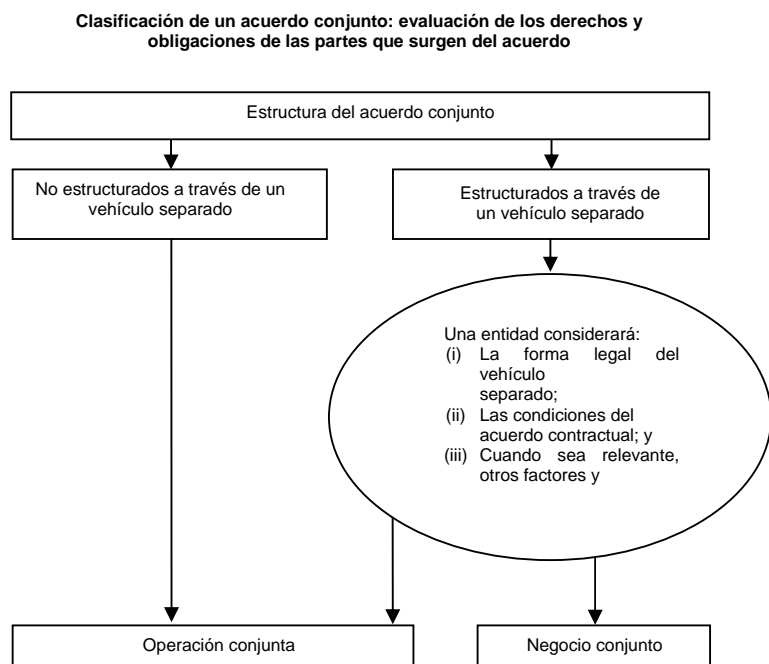 Clasificación de un acuerdo conjunto: evaluación de los derechos y
obligaciones de las partes que surgen del acuerdo
Estructura del acuerdo conjunto
No estructurados a través de un
vehículo separado
Estructurados a través de
un vehículo separado
Una entidad considerará:
(i) La forma legal del
vehículo
separado;
(ii) Las condiciones del
acuerdo contractual; y
(iii) Cuando sea relevante,
otros factores y
Operación conjunta
Negocio conjunto